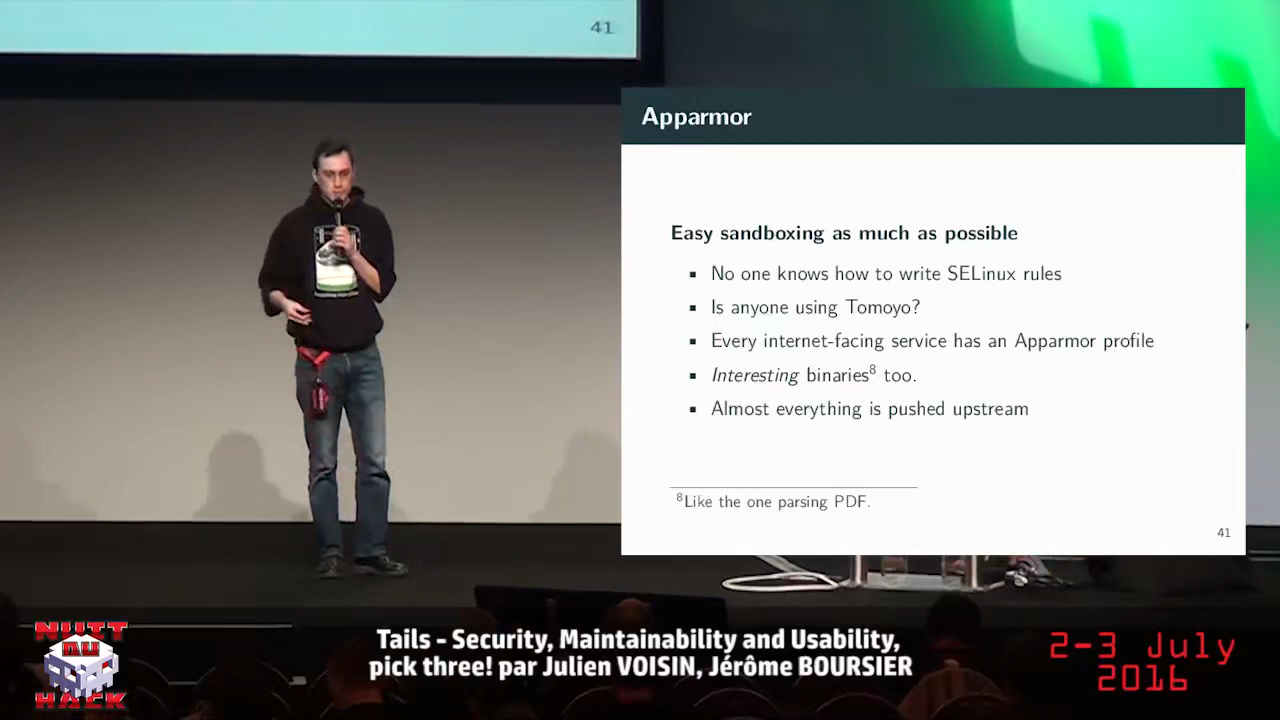 41
Apparmor
Easy sandboxing as much as possible
▪ No one knows how to write SELinux rules
▪ Is anyone using Tomoyo?
▪ Every internet-facing service has an Apparmor profile
▪ Interesting binaries8 too.
▪ Almost everything is pushed upstream
8Like the one parsing PDF.
41
NUIT
DU
HACK
Tails - Security, Maintainability and Usability,
pick three! par Julien VOISIN, Jérôme BOURSIER
2-3 July
2016